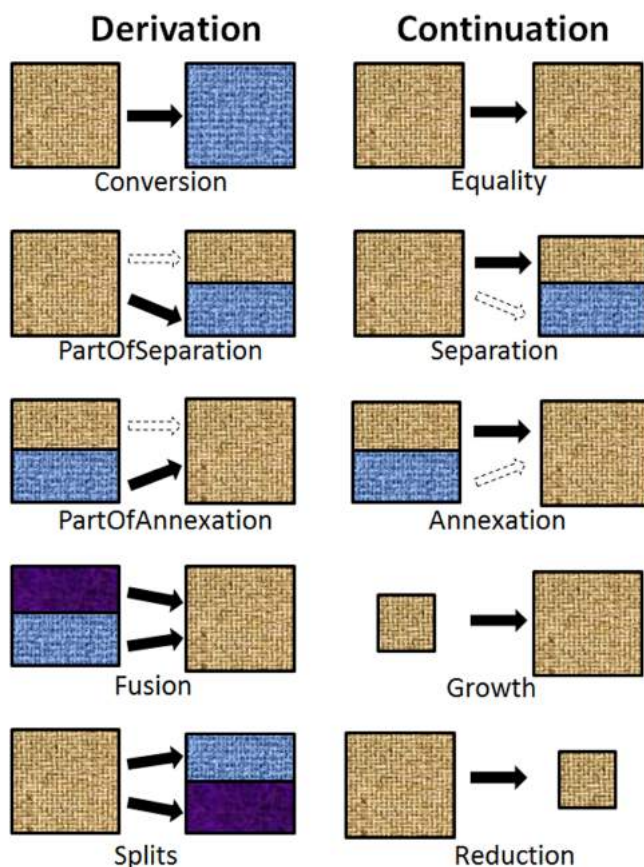 Derivation Continuation
Conversion Equality
PartOfSeparation Separation
PartOfAnnexation Annexation
Fusion Growth
Splits Reduction